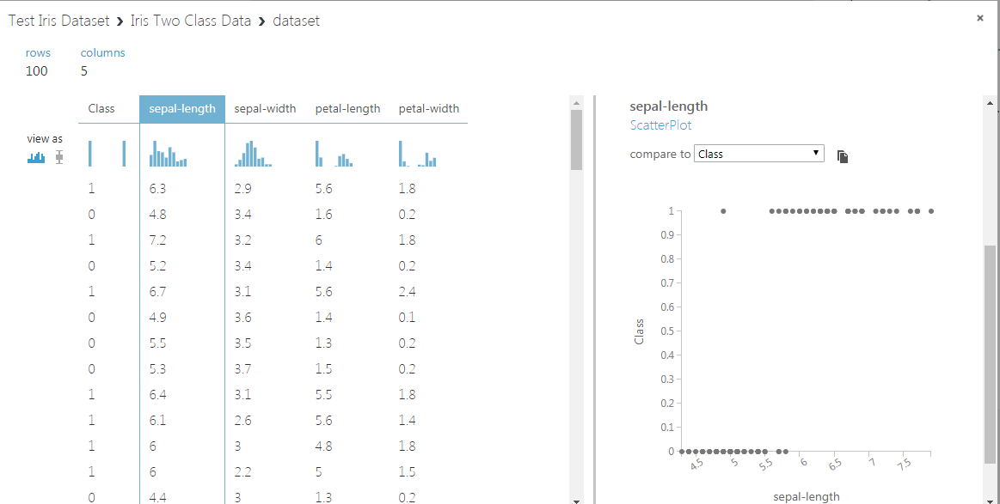 Test Iris Dataset › Iris Two Class Data › dataset ×
rows columns
100 5
Class sepal-length sepal-width petal-length petal-width
view as
1 6.3 2.9 5.6 1.8
0 4.8 3.4 1.6 0.2
1 7.2 3.2 6 1.8
0 5.2 3.4 1.4 0.2
1 6.7 3.1 5.6 2.4
0 4.9 3.6 1.4 0.1
0 5.5 3.5 1.3 0.2
0 5.3 3.7 1.5 0.2
1 6.4 3.1 5.5 1.8
1 6.1 2.6 5.6 1.4
1 6 3 4.8 1.8
1 6 2.2 5 1.5
0 4.4 3 1.3 0.2
sepal-length
ScatterPlot
compare to Class
1
0.9
0.8
0.7
0.6
0.5
0.4
0.3
0.2
0.1
0
Class
4.5 5 5.5 6 6.5 7 7.5
sepal-length